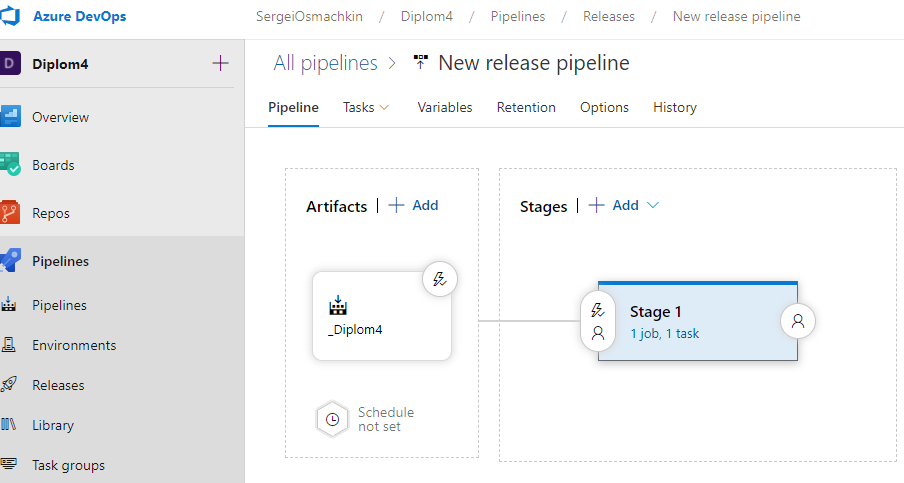 Azure DevOps
SergeiOsmachkin / Diplom4 / Pipelines / Releases / New release pipeline
D Diplom4
All pipelines > New release pipeline
Pipeline Tasks Variables Retention Options History
Overview
Boards
Repos
Pipelines
Pipelines
Environments
Releases
Library
Task groups
Artifacts | + Add
_Diplom4
Schedule
not set
Stages | + Add
Stage 1
1 job, 1 task